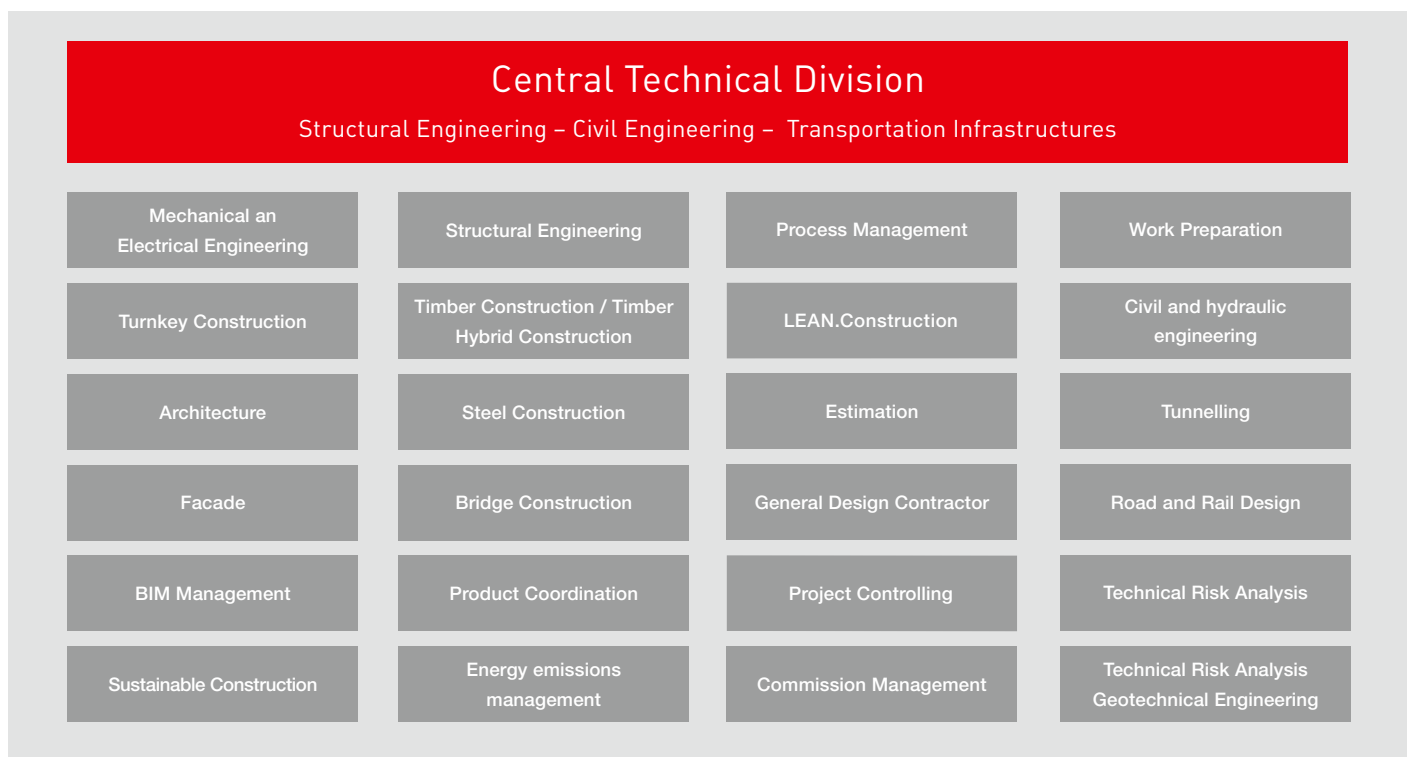 Central Technical Division
Structural Engineering – Civil Engineering – Transportation Infrastructures
Mechanical an
Electrical Engineering
Structural Engineering
Process Management
Work Preparation
Turnkey Construction
Timber Construction / Timber
Hybrid Construction
LEAN.Construction
Civil and hydraulic
engineering
Architecture
Steel Construction
Estimation
Tunnelling
Facade
Bridge Construction
General Design Contractor
Road and Rail Design
BIM Management
Product Coordination
Project Controlling
Technical Risk Analysis
Sustainable Construction
Energy emissions
management
Commission Management
Technical Risk Analysis
Geotechnical Engineering